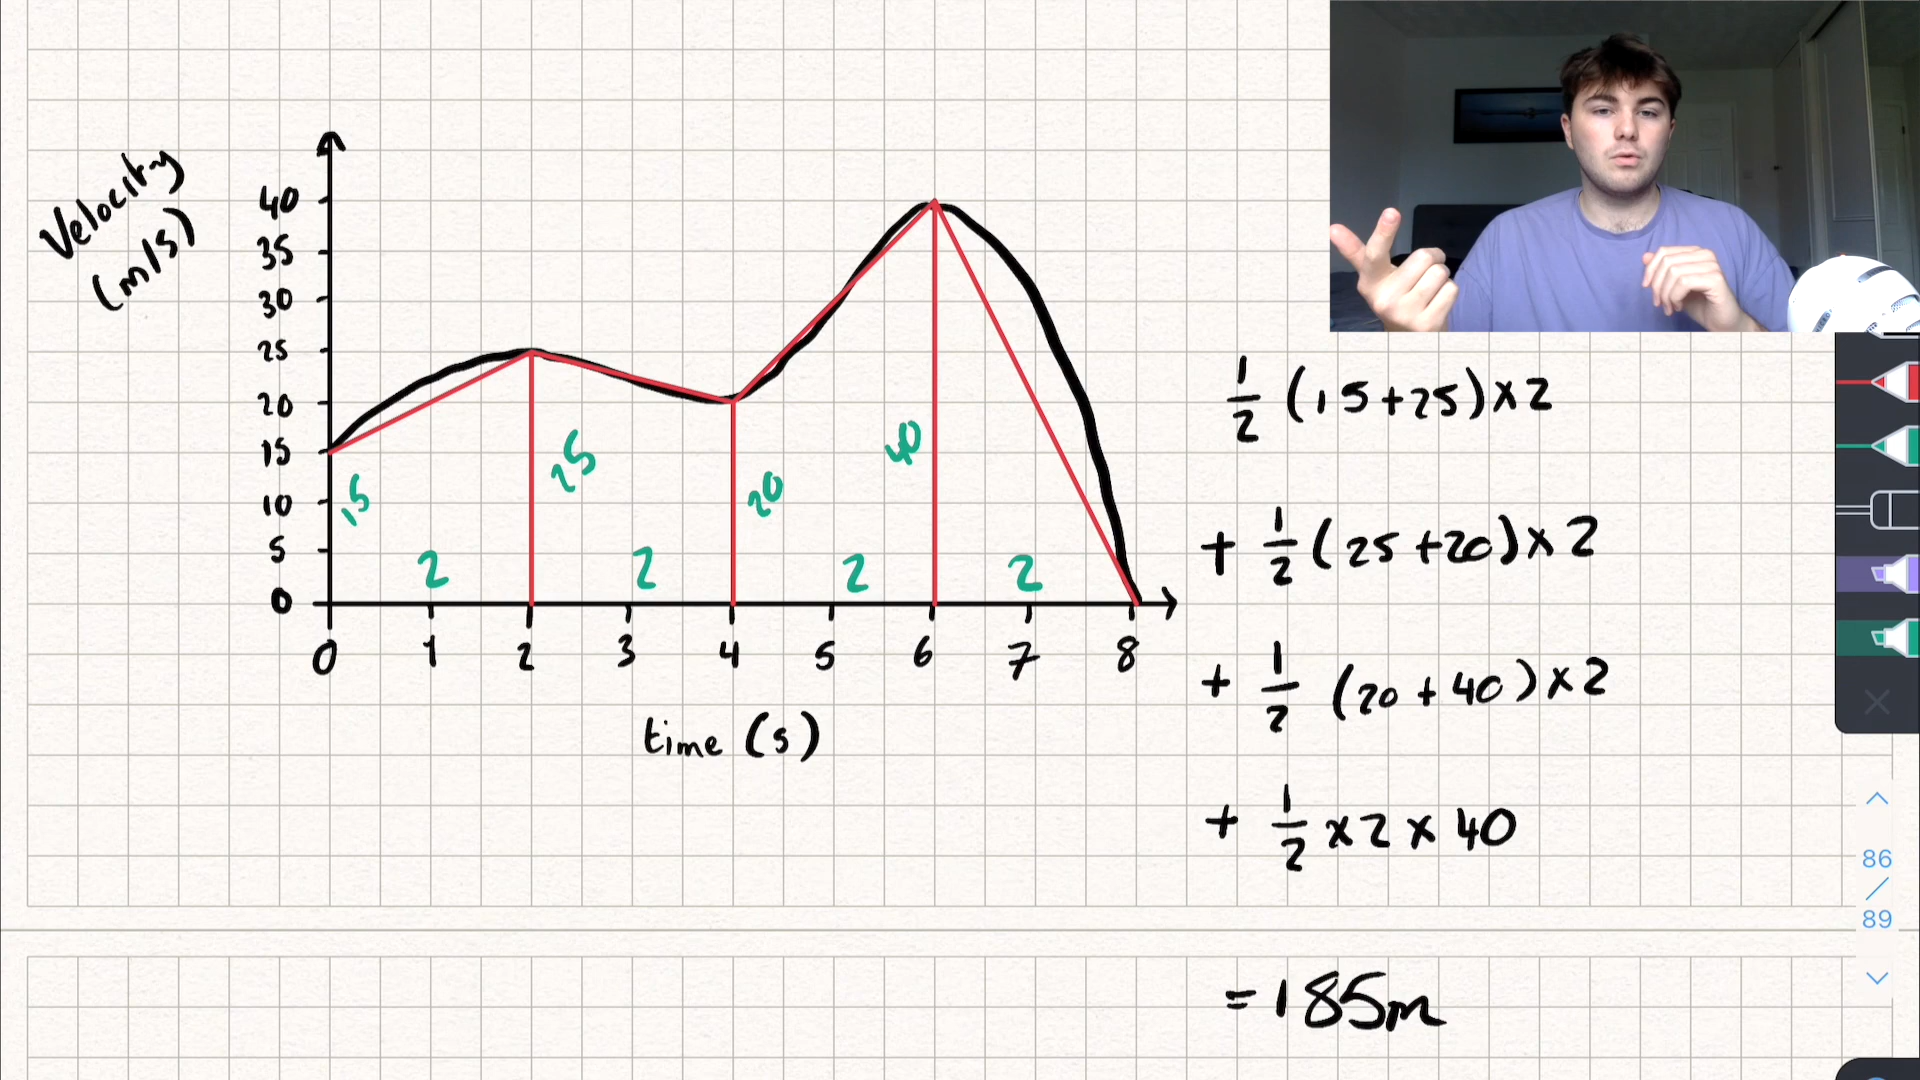 Velocity
(m/s)
40
35
30
25
20
15
10
5
0
15
25
20
40
2
2
2
2
0 1 2 3 4 5 6 7 8
time (s)
1/2 (15+25)×2
+ 1/2 (25+20)×2
+ 1/2 (20+40)×2
+ 1/2 ×2×40
=185m
86
/
89